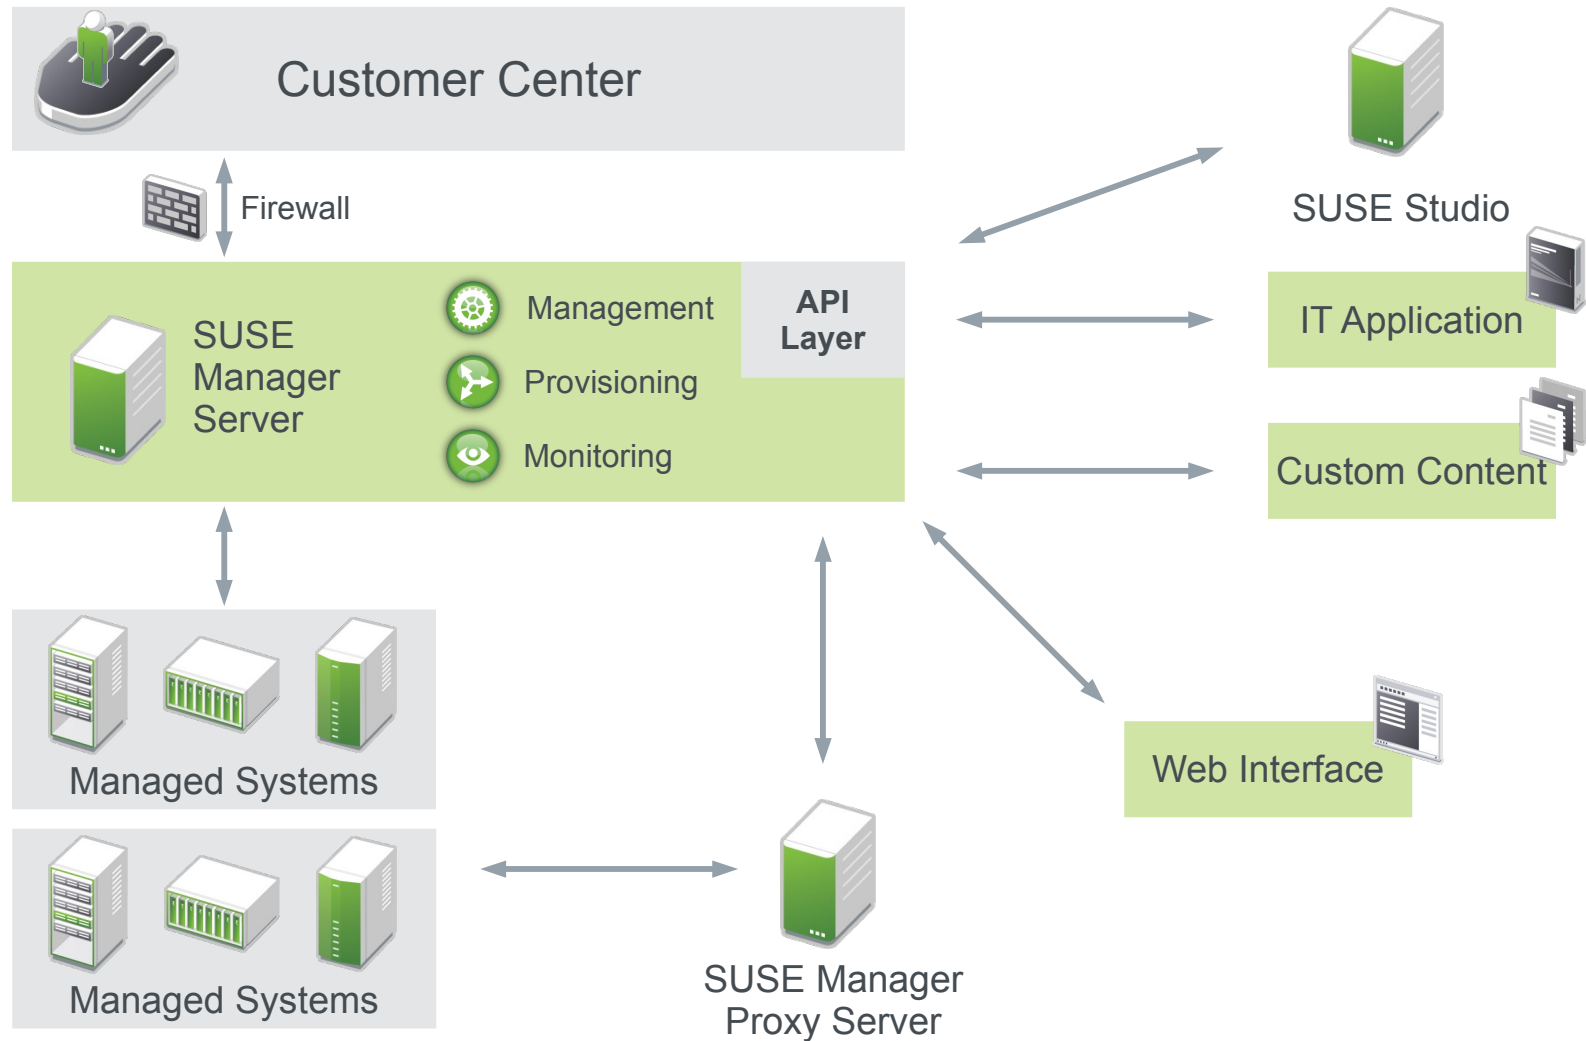 Customer Center
Firewall
SUSE Studio
SUSE
Manager
Server
Management
Provisioning
Monitoring
API
Layer
IT Application
Custom Content
Managed Systems
Web Interface
Managed Systems
SUSE Manager
Proxy Server